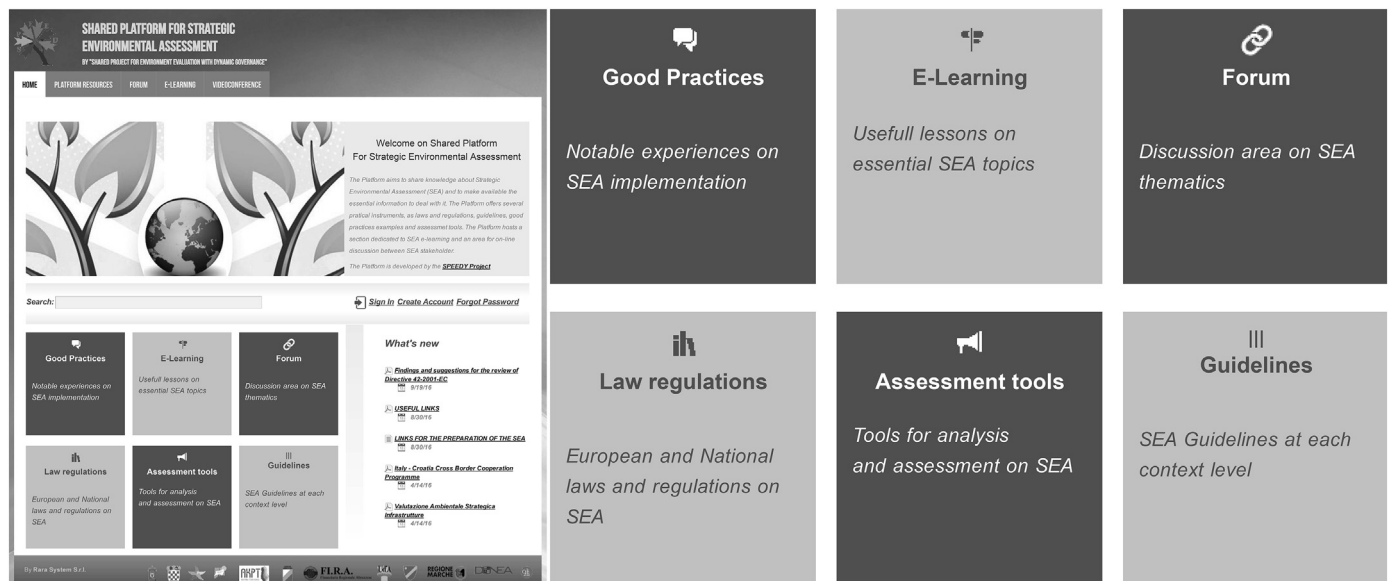 SHARED PLATFORM FOR STRATEGIC
ENVIRONMENTAL ASSESSMENT
BY "SHARED PROJECT FOR ENVIRONMENT EVALUATION WITH DYNAMIC GOVERNANCE"
HOME PLATFORM RESOURCES FORUM E-LEARNING VIDEOCONFERENCE
Welcome on Shared Platform
For Strategic Environmental Assessment
The Platform aims to share knowledge about Strategic
Environmental Assessment (SEA) and to make available the
essential information to deal with it. The Platform offers several
pratical instruments, as laws and regulations, guidelines, good
practices examples and assessmet tools. The Platform hosts a
section dedicated to SEA e-learning and an area for on-line
discussion between SEA stakeholder.
The Platform is developed by the SPEEDY Project
Search:
Sign In Create Account Forgot Password
Good Practices
Notable experiences on
SEA implementation
E-Learning
Usefull lessons on
essential SEA topics
Forum
Discussion area on SEA
thematics
Law regulations
European and National
laws and regulations on
SEA
Assessment tools
Tools for analysis
and assessment on SEA
Guidelines
SEA Guidelines at each
context level
What's new
Findings and suggestions for the review of
Directive 42-2001-EC
9/19/16
USEFUL LINKS
8/30/16
LINKS FOR THE PREPARATION OF THE SEA
8/30/16
Italy - Croatia Cross Border Cooperation
Programme
4/14/16
Valutazione Ambientale Strategica
Infrastrutture
4/14/16
By Rara System S.r.l.
AKPT
FI.R.A.
REGIONE
MARCHE
Good Practices
Notable experiences on
SEA implementation
E-Learning
Usefull lessons on
essential SEA topics
Forum
Discussion area on SEA
thematics
Law regulations
European and National
laws and regulations on
SEA
Assessment tools
Tools for analysis
and assessment on SEA
Guidelines
SEA Guidelines at each
context level